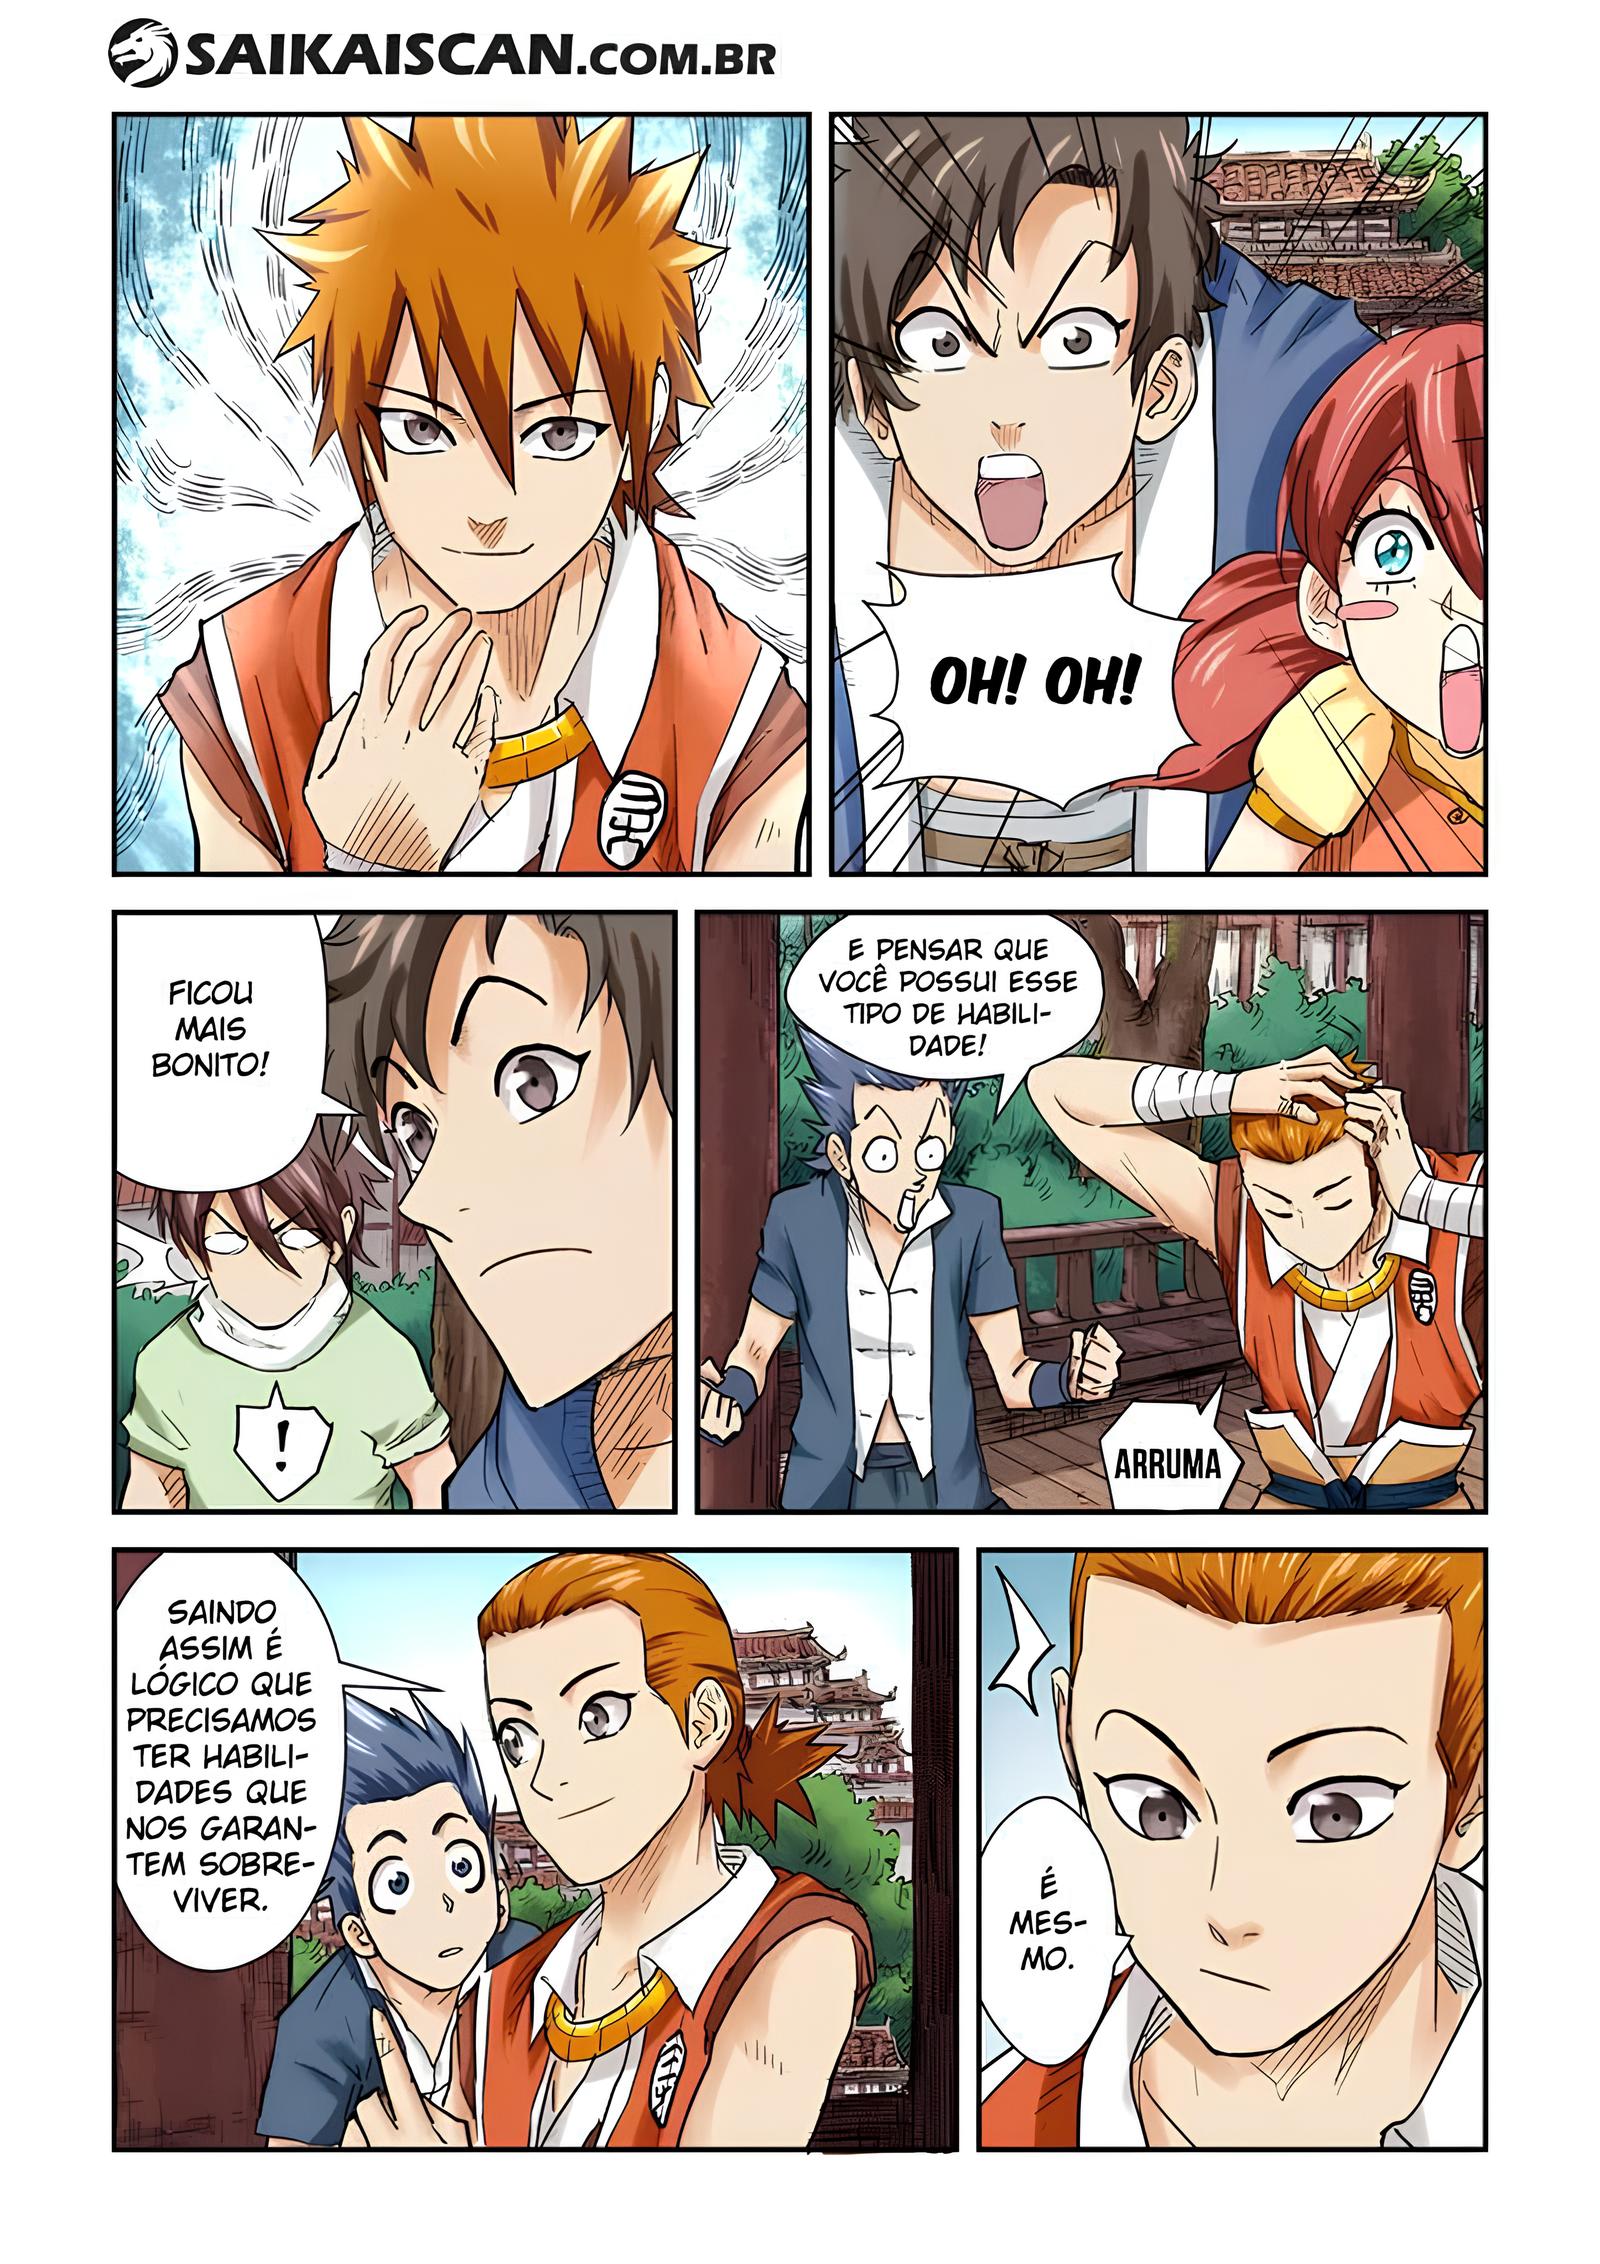 SAIKAISCAN.COM.BR
OH! OH!
FICOU
MAIS
BONITO!
!
E PENSAR QUE
VOCÊ POSSUI ESSE
TIPO DE HABILI-
DADE!
ARRUMA
SAINDO
ASSIM É
LÓGICO QUE
PRECISAMOS
TER HABILI-
DADES QUE
NOS GARAN-
TEM SOBRE-
VIVER.
É
MES-
MO.